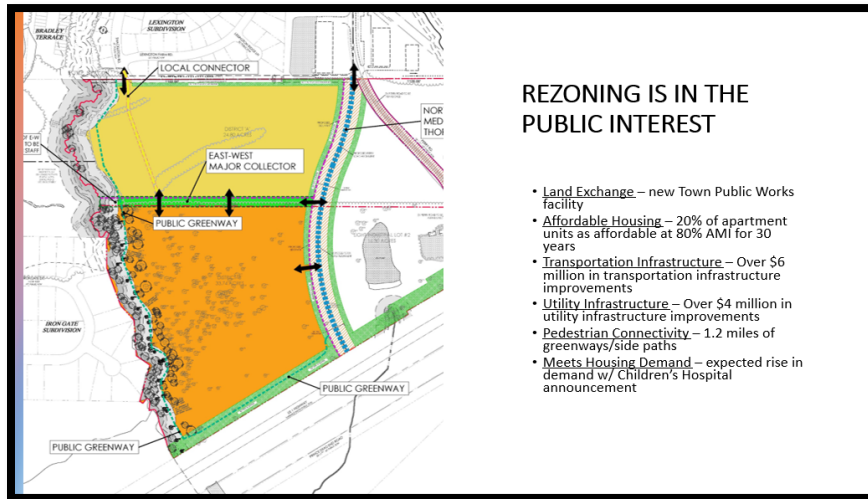 LEXINGTON
SUBDIVISION
BRADLEY
TERRACE
LOCAL CONNECTOR
NOR
MED
THO
EAST-WEST
MAJOR COLLECTOR
PUBLIC GREENWAY
IRON GATE
SUBDIVISION
PUBLIC GREENWAY
PUBLIC GREENWAY
REZONING IS IN THE
PUBLIC INTEREST
• Land Exchange – new Town Public Works
facility
• Affordable Housing – 20% of apartment
units as affordable at 80% AMI for 30
years
• Transportation Infrastructure – Over $6
million in transportation infrastructure
improvements
• Utility Infrastructure – Over $4 million in
utility infrastructure improvements
• Pedestrian Connectivity – 1.2 miles of
greenways/side paths
• Meets Housing Demand – expected rise in
demand w/ Children’s Hospital
announcement